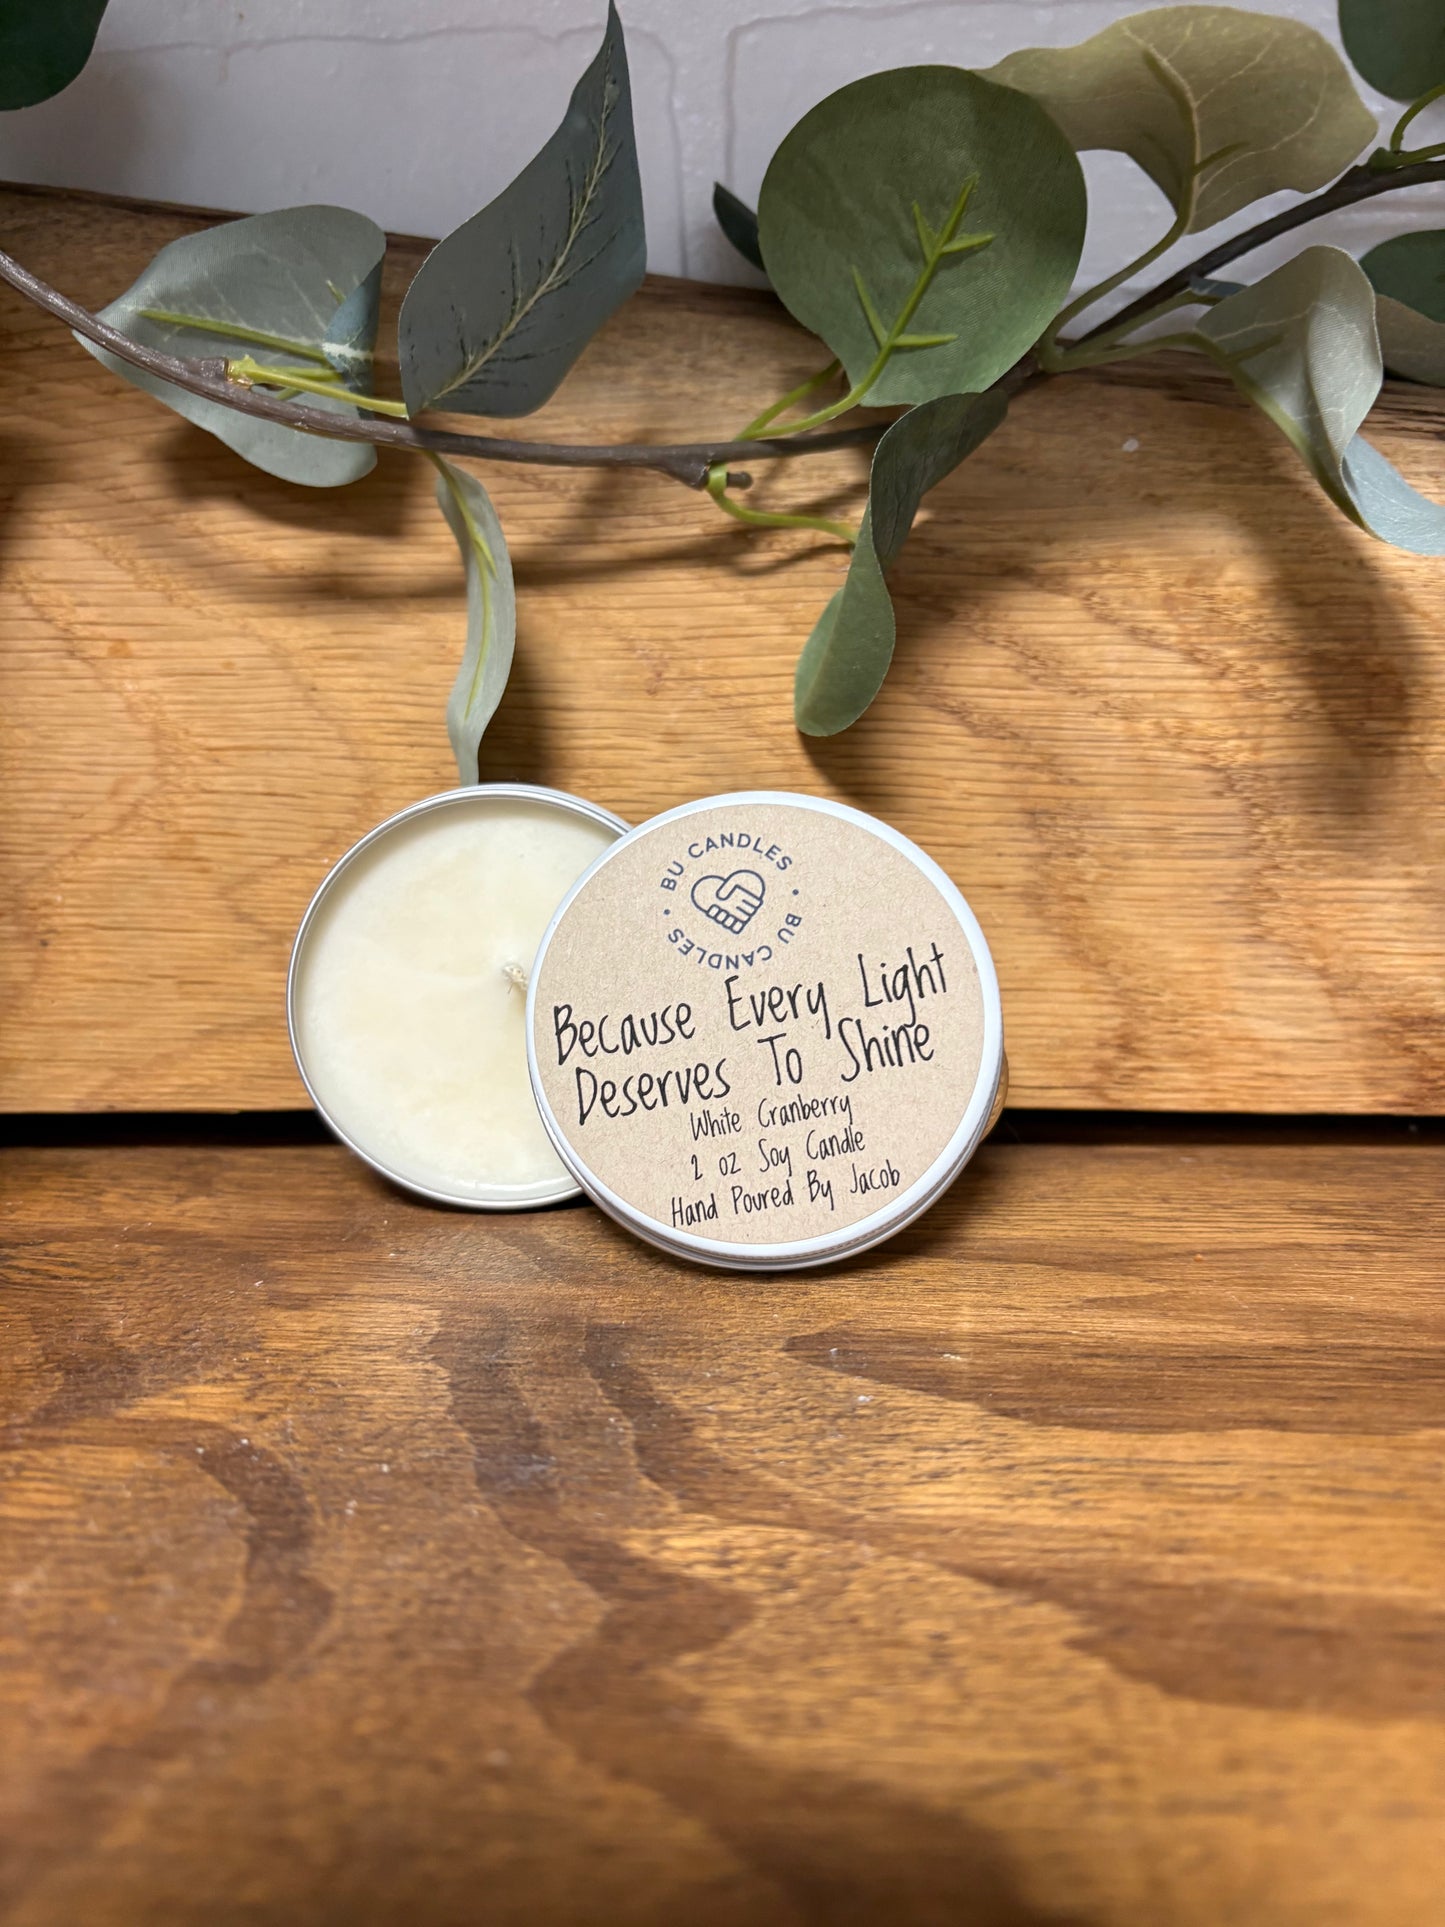 BU CANDLES • BU CANDLES •
Because Every Light
Deserves To Shine
White Cranberry
2 oz Soy Candle
Hand Poured By Jacob